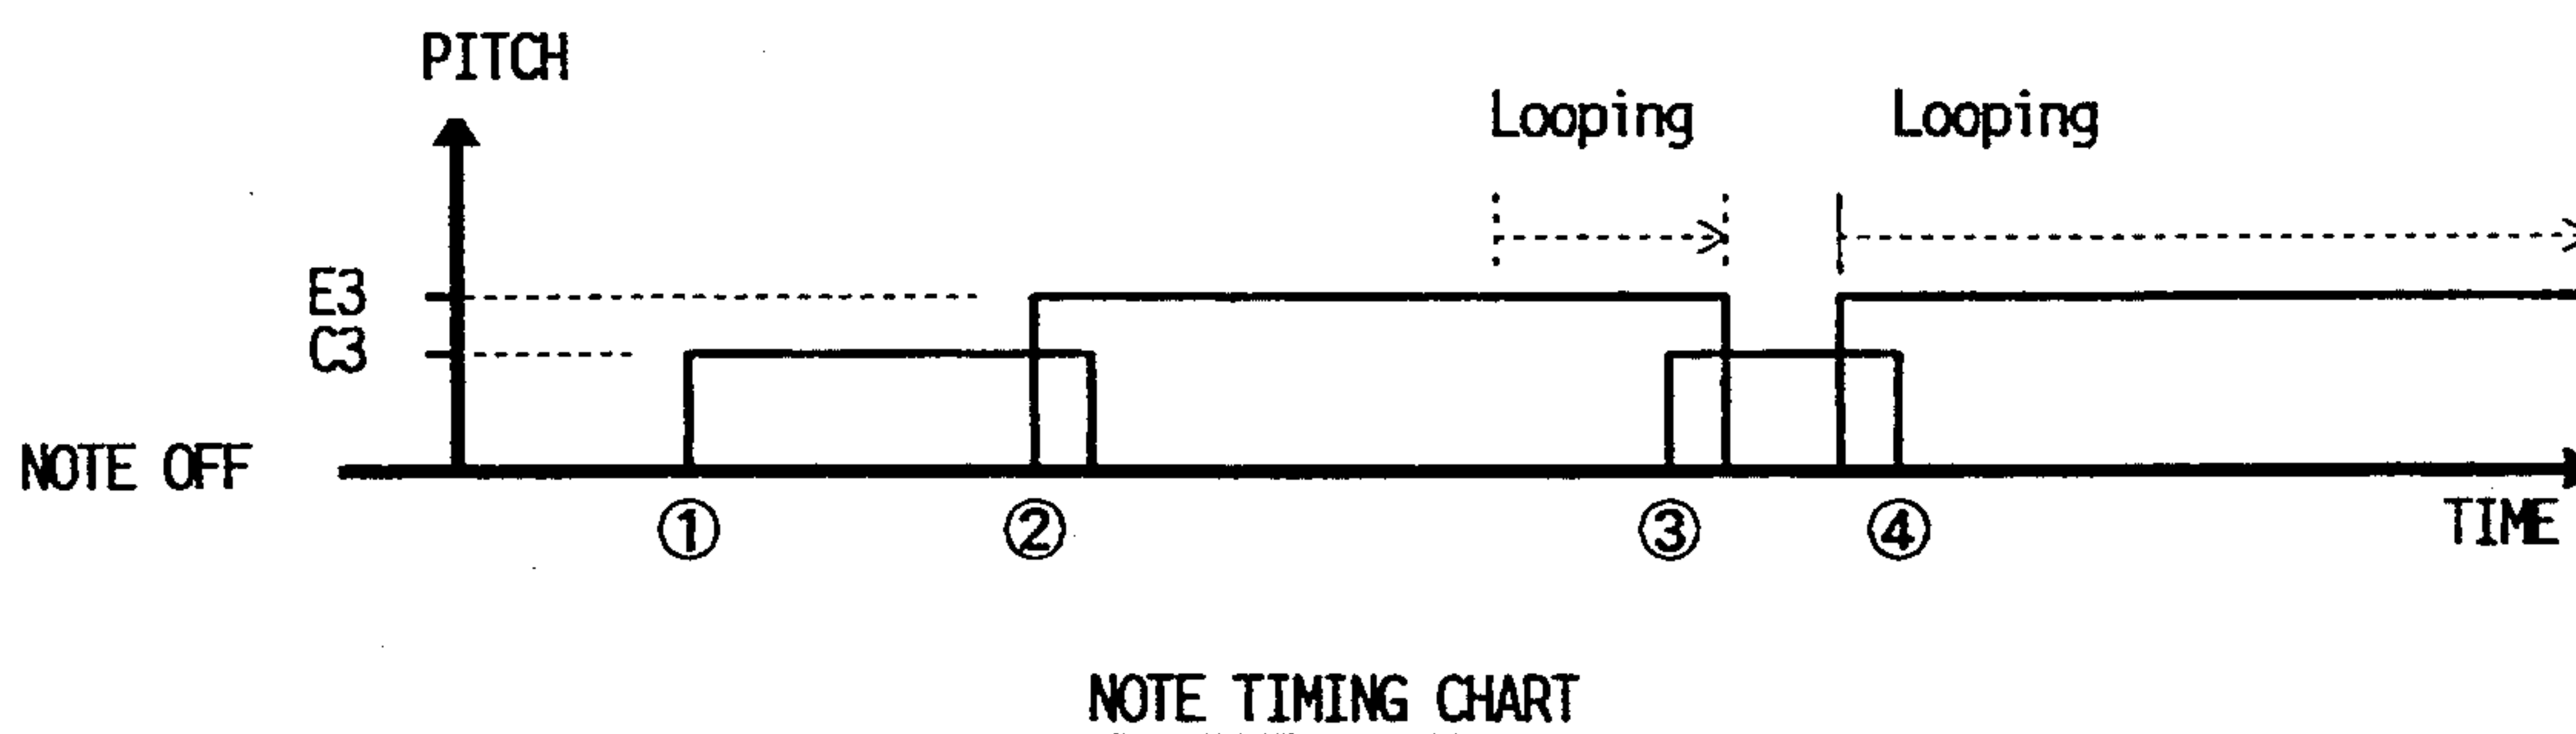 PITCH
Looping Looping
E3
C3
NOTE OFF
① ② ③ ④
TIME
NOTE TIMING CHART